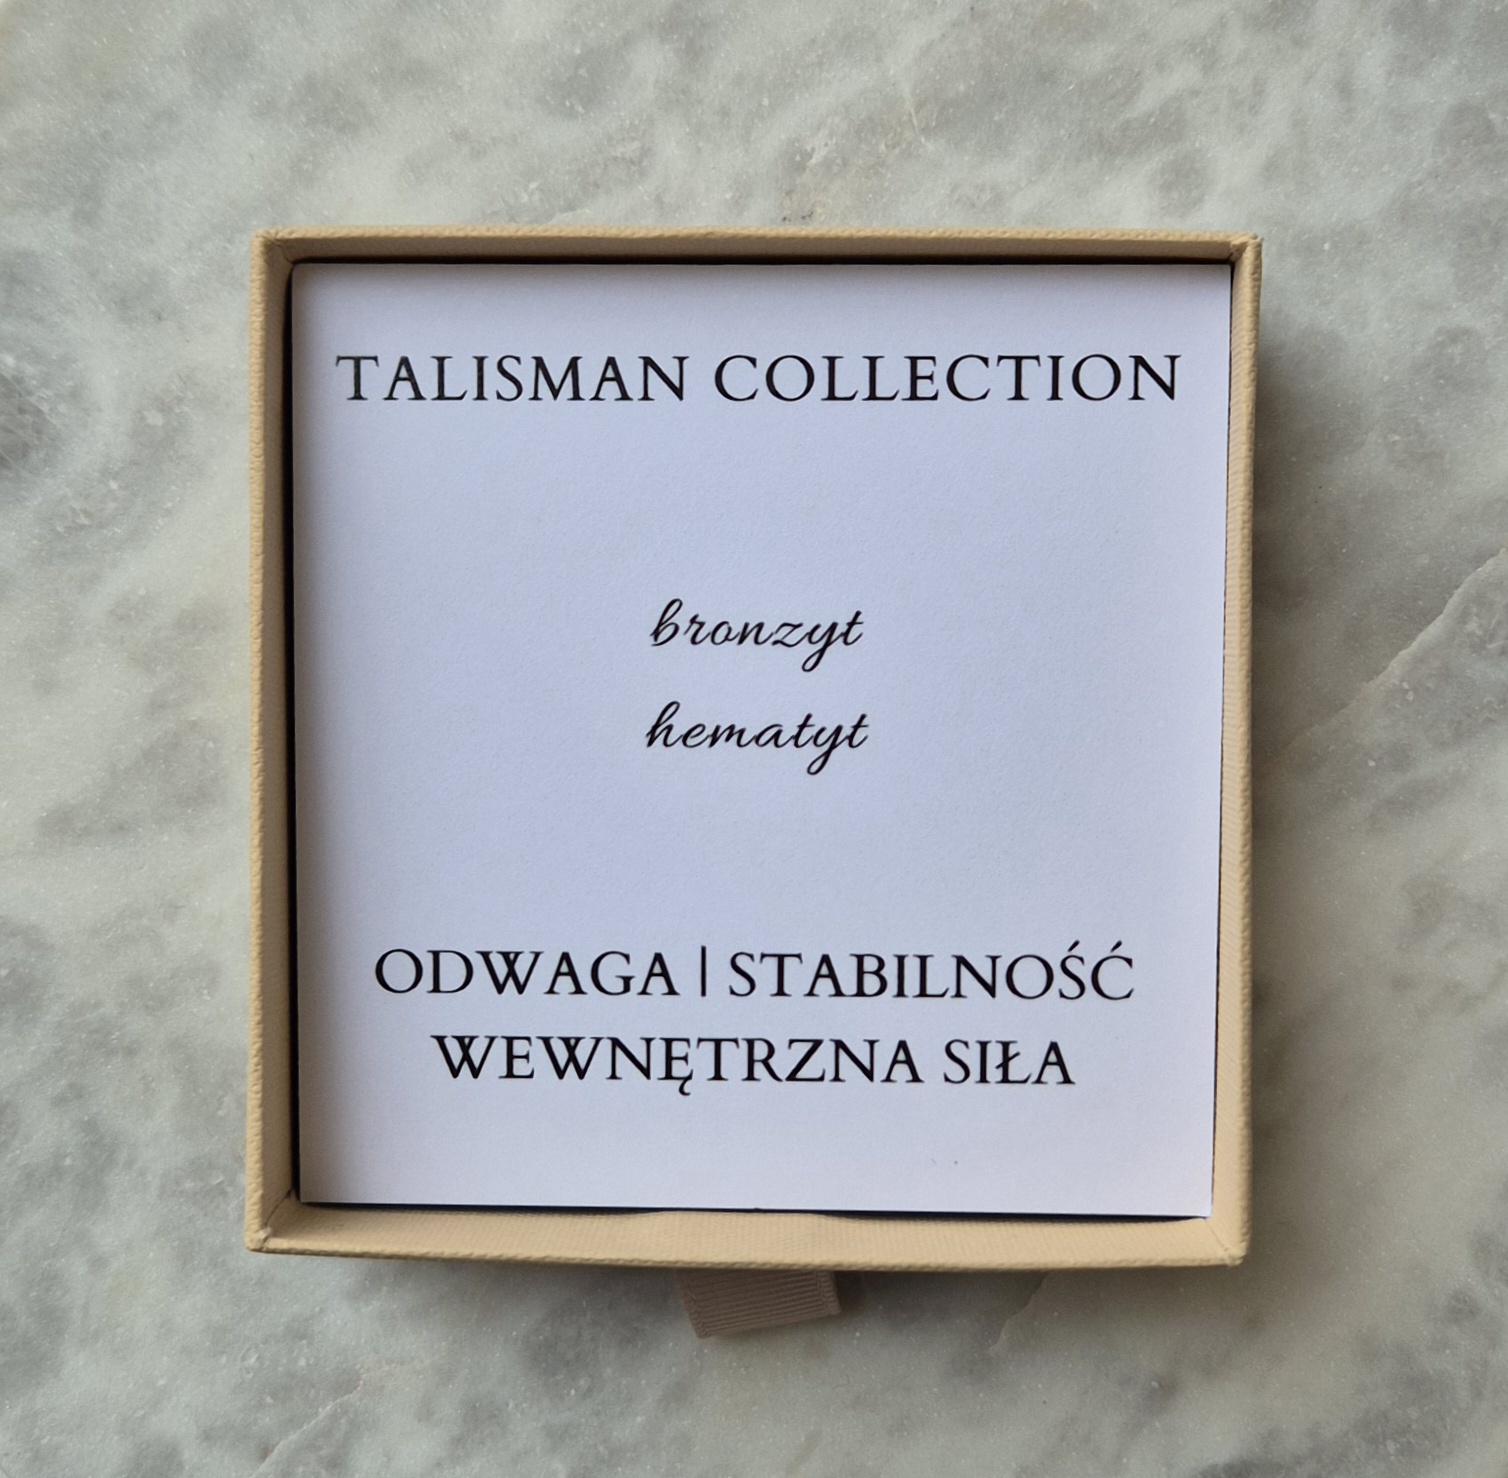 TALISMAN COLLECTION
bronzyt
hematyt
ODWAGA | STABILNOŚĆ
WEWNĘTRZNA SIŁA